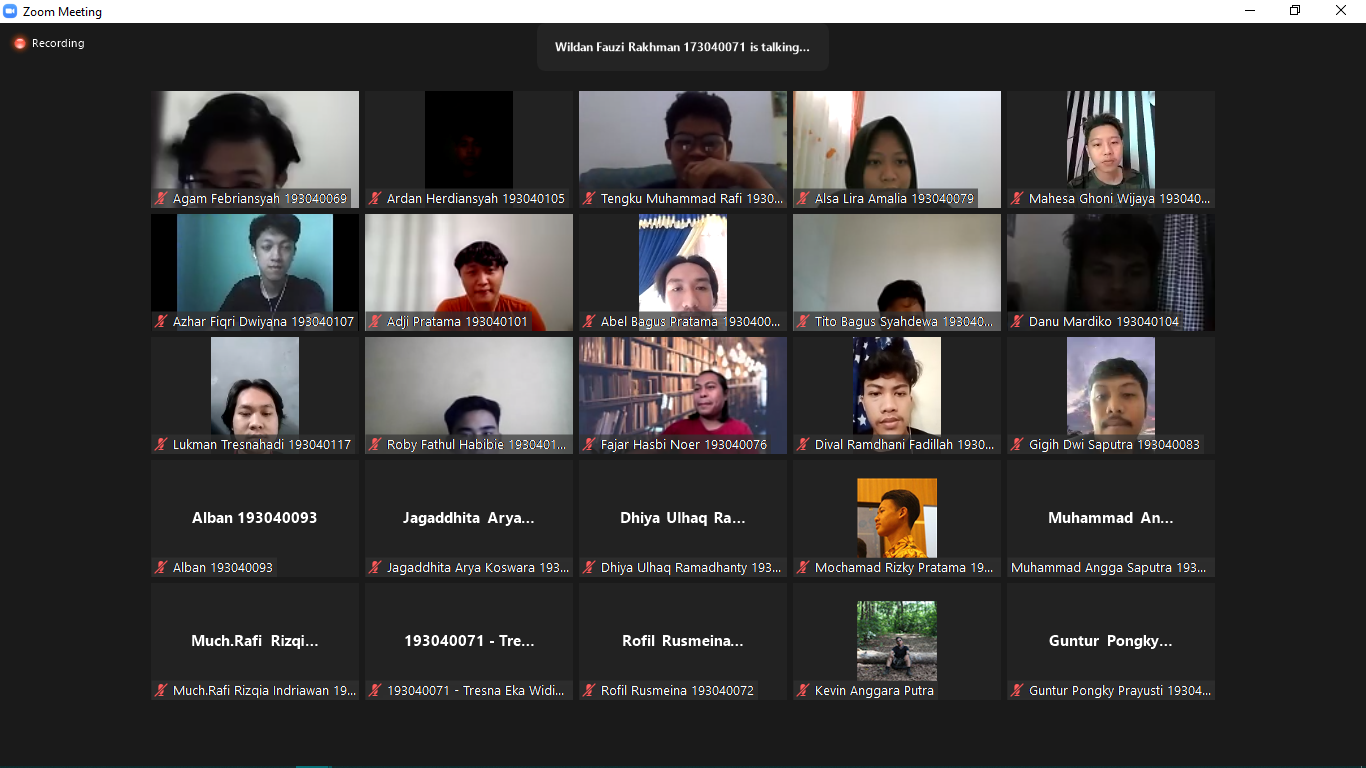 Zoom Meeting
Recording
Wildan Fauzi Rakhman 173040071 is talking...
Agam Febriansyah 193040069
Ardan Herdiansyah 193040105
Tengku Muhammad Rafi 1930...
Alsa Lira Amalia 193040079
Mahesa Ghoni Wijaya 193040...
Azhar Fiqri Dwiyana 193040107
Adji Pratama 193040101
Abel Bagus Pratama 1930400...
Tito Bagus Syahdewa 193040...
Danu Mardiko 193040104
Lukman Tresnahadi 193040117
Roby Fathul Habibie 1930401...
Fajar Hasbi Noer 193040076
Dival Ramdhani Fadillah 1930...
Gigih Dwi Saputra 193040083
Alban 193040093
Alban 193040093
Jagaddhita Arya...
Jagaddhita Arya Koswara 193...
Dhiya Ulhaq Ra...
Dhiya Ulhaq Ramadhanty 193...
Mochamad Rizky Pratama 19...
Muhammad An...
Muhammad Angga Saputra 193...
Much.Rafi Rizqi...
Much.Rafi Rizqia Indriawan 19...
193040071 - Tre...
193040071 - Tresna Eka Widi...
Rofil Rusmeina...
Rofil Rusmeina 193040072
Kevin Anggara Putra
Guntur Pongky...
Guntur Pongky Prayusti 19304...